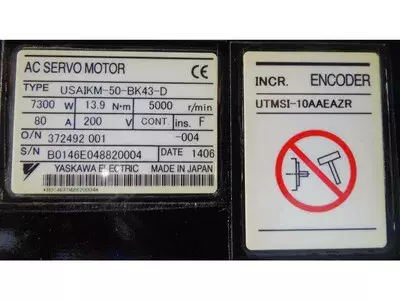 AC SERVO MOTOR CE
TYPE USAIKM-50-BK43-D
7300 W 13.9 N·m 5000 r/min
80 A 200 V CONT. ins. F
O/N 372492 001 -004
S/N B0146E048820004 DATE 1406
YASKAWA ELECTRIC MADE IN JAPAN
*B0146E048820004*
INCR. ENCODER
UTMSI-10AAEAZR